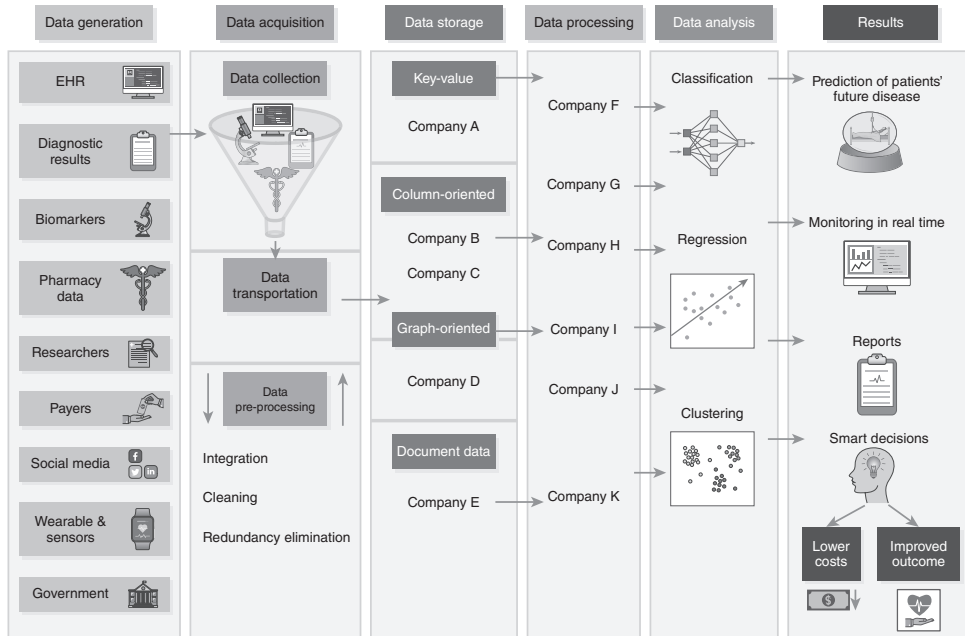 Data generation
Data acquisition
Data storage
Data processing
Data analysis
Results
EHR
Diagnostic
results
Biomarkers
Pharmacy
data
Researchers
Payers
Social media
Wearable &
sensors
Government
Data collection
Data
transportation
Data
pre-processing
Integration
Cleaning
Redundancy elimination
Key-value
Company A
Column-oriented
Company B
Company C
Graph-oriented
Company D
Document data
Company E
Company F
Company G
Company H
Company I
Company J
Company K
Classification
Regression
Clustering
Prediction of patients'
future disease
Monitoring in real time
Reports
Smart decisions
Lower
costs
Improved
outcome